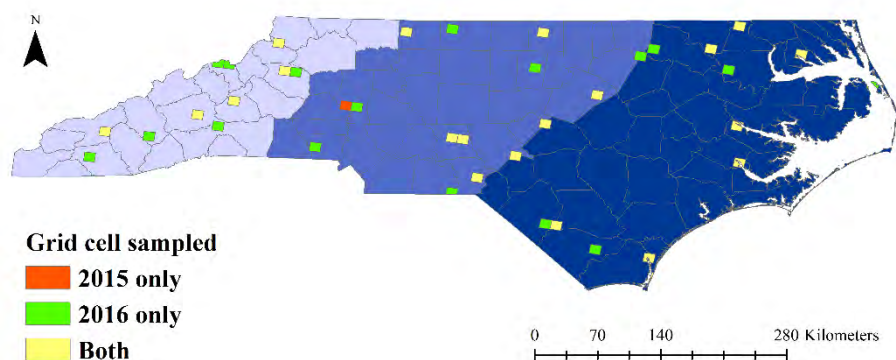 N
Grid cell sampled
2015 only
2016 only
Both
0 70 140 280 Kilometers